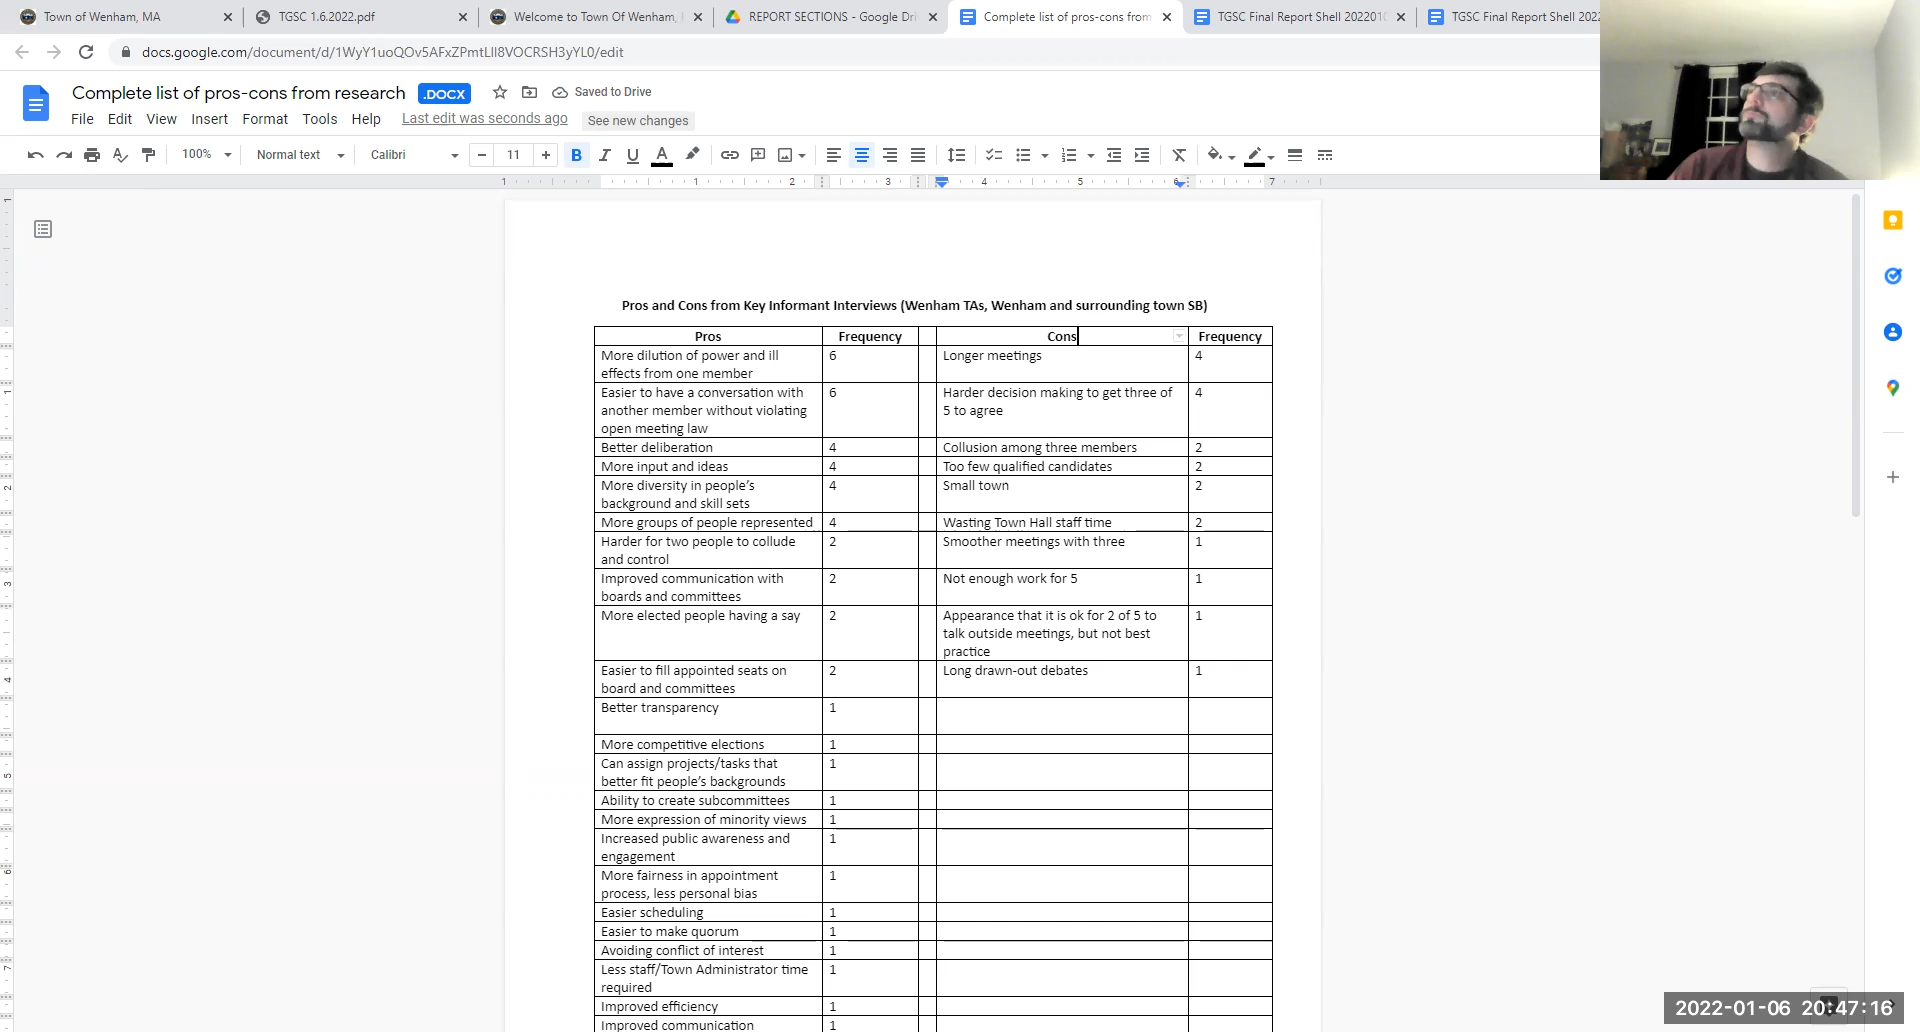 Town of Wenham, MA
TGSC 1.6.2022.pdf
Welcome to Town Of Wenham,
REPORT SECTIONS - Google Dri
Complete list of pros-cons from
TGSC Final Report Shell 2022010
TGSC Final Report Shell 202
docs.google.com/document/d/1WyY1uoQOv5AFxZPmtLlI8VOCRSH3yYL0/edit
Complete list of pros-cons from research .DOCX Saved to Drive
File Edit View Insert Format Tools Help Last edit was seconds ago See new changes
100% Normal text Calibri − 11 + B I U A
1 1 2 3 4 5 6 7
Pros and Cons from Key Informant Interviews (Wenham TAs, Wenham and surrounding town SB)
Pros Frequency Cons Frequency
More dilution of power and ill 6 Longer meetings 4
effects from one member
Easier to have a conversation with 6 Harder decision making to get three of 4
another member without violating 5 to agree
open meeting law
Better deliberation 4 Collusion among three members 2
More input and ideas 4 Too few qualified candidates 2
More diversity in people's 4 Small town 2
background and skill sets
More groups of people represented 4 Wasting Town Hall staff time 2
Harder for two people to collude 2 Smoother meetings with three 1
and control
Improved communication with 2 Not enough work for 5 1
boards and committees
More elected people having a say 2 Appearance that it is ok for 2 of 5 to 1
talk outside meetings, but not best
practice
Easier to fill appointed seats on 2 Long drawn-out debates 1
board and committees
Better transparency 1
More competitive elections 1
Can assign projects/tasks that 1
better fit people's backgrounds
Ability to create subcommittees 1
More expression of minority views 1
Increased public awareness and 1
engagement
More fairness in appointment 1
process, less personal bias
Easier scheduling 1
Easier to make quorum 1
Avoiding conflict of interest 1
Less staff/Town Administrator time 1
required
Improved efficiency 1
Improved communication 1
2022-01-06 20:47:16